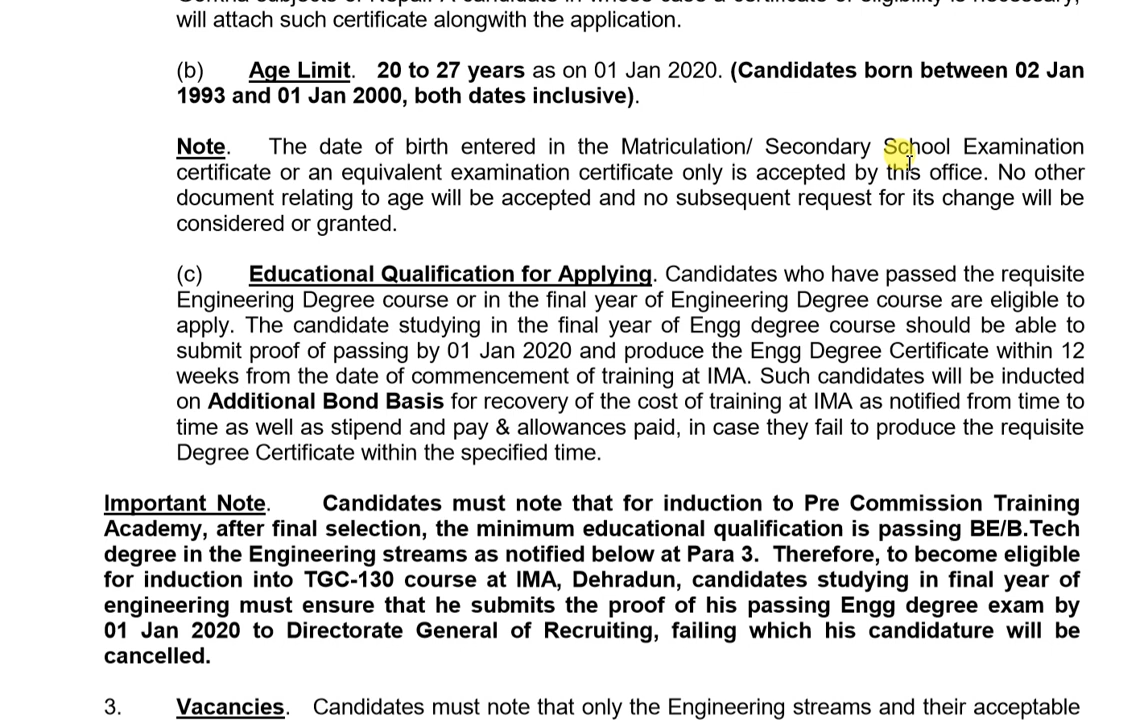 will attach such certificate alongwith the application.
(b) Age Limit. 20 to 27 years as on 01 Jan 2020. (Candidates born between 02 Jan
1993 and 01 Jan 2000, both dates inclusive).
Note. The date of birth entered in the Matriculation/ Secondary School Examination
certificate or an equivalent examination certificate only is accepted by this office. No other
document relating to age will be accepted and no subsequent request for its change will be
considered or granted.
(c) Educational Qualification for Applying. Candidates who have passed the requisite
Engineering Degree course or in the final year of Engineering Degree course are eligible to
apply. The candidate studying in the final year of Engg degree course should be able to
submit proof of passing by 01 Jan 2020 and produce the Engg Degree Certificate within 12
weeks from the date of commencement of training at IMA. Such candidates will be inducted
on Additional Bond Basis for recovery of the cost of training at IMA as notified from time to
time as well as stipend and pay & allowances paid, in case they fail to produce the requisite
Degree Certificate within the specified time.
Important Note. Candidates must note that for induction to Pre Commission Training
Academy, after final selection, the minimum educational qualification is passing BE/B.Tech
degree in the Engineering streams as notified below at Para 3. Therefore, to become eligible
for induction into TGC-130 course at IMA, Dehradun, candidates studying in final year of
engineering must ensure that he submits the proof of his passing Engg degree exam by
01 Jan 2020 to Directorate General of Recruiting, failing which his candidature will be
cancelled.
3. Vacancies. Candidates must note that only the Engineering streams and their acceptable